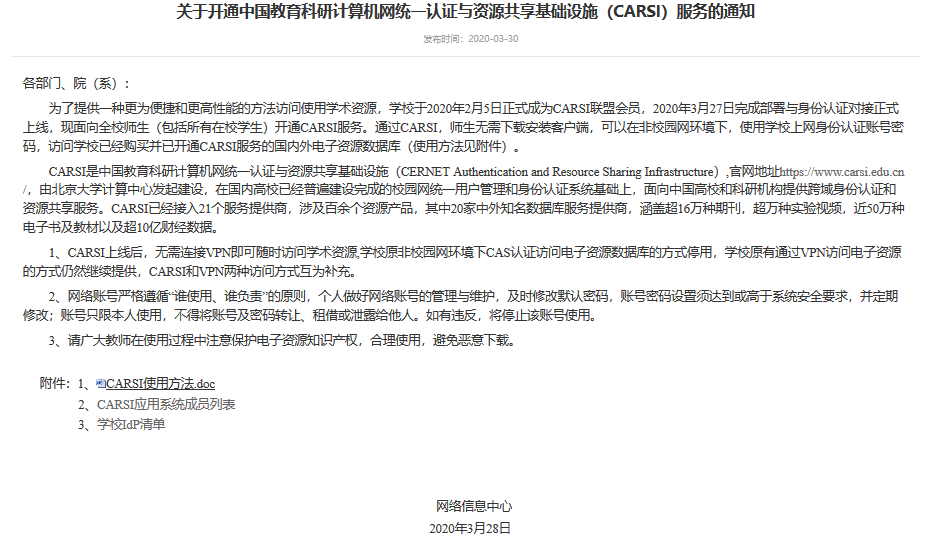 关于开通中国教育科研计算机网统一认证与资源共享基础设施（CARSI）服务的通知
发布时间：2020-03-30
各部门、院（系）：
为了提供一种更为便捷和更高性能的方法访问使用学术资源，学校于2020年2月5日正式成为CARSI联盟会员，2020年3月27日完成部署与身份认证对接正式
上线，现面向全校师生（包括所有在校学生）开通CARSI服务。通过CARSI，师生无需下载安装客户端，可以在非校园网环境下，使用学校上网身份认证账号密
码，访问学校已经购买并已开通CARSI服务的国内外电子资源数据库（使用方法见附件）。
CARSI是中国教育科研计算机网统一认证与资源共享基础设施（CERNET Authentication and Resource Sharing Infrastructure）,官网地址https://www.carsi.edu.cn
/，由北京大学计算中心发起建设，在国内高校已经普遍建设完成的校园网统一用户管理和身份认证系统基础上，面向中国高校和科研机构提供跨域身份认证和
资源共享服务。CARSI已经接入21个服务提供商，涉及百余个资源产品，其中20家中外知名数据库服务提供商，涵盖超16万种期刊，超万种实验视频，近50万种
电子书及教材以及超10亿财经数据。
1、CARSI上线后，无需连接VPN即可随时访问学术资源,学校原非校园网环境下CAS认证访问电子资源数据库的方式停用，学校原有通过VPN访问电子资源
的方式仍然继续提供，CARSI和VPN两种访问方式互为补充。
2、网络账号严格遵循“谁使用、谁负责”的原则，个人做好网络账号的管理与维护，及时修改默认密码，账号密码设置须达到或高于系统安全要求，并定期
修改；账号只限本人使用，不得将账号及密码转让、租借或泄露给他人。如有违反，将停止该账号使用。
3、请广大教师在使用过程中注意保护电子资源知识产权，合理使用，避免恶意下载。
附件：1、CARSI使用方法.doc
2、CARSI应用系统成员列表
3、学校IdP清单
网络信息中心
2020年3月28日